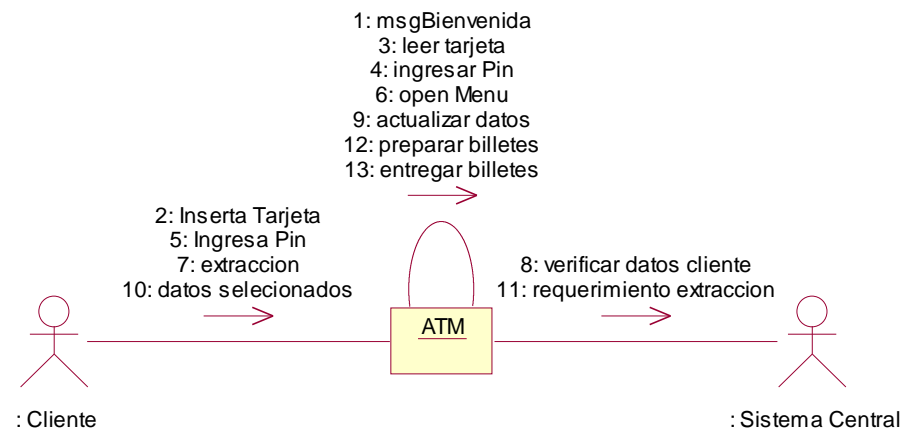 1: msgBienvenida
3: leer tarjeta
4: ingresar Pin
6: open Menu
9: actualizar datos
12: preparar billetes
13: entregar billetes
2: Inserta Tarjeta
5: Ingresa Pin
7: extraccion
10: datos selecionados
8: verificar datos cliente
11: requerimiento extraccion
ATM
: Cliente
: Sistema Central